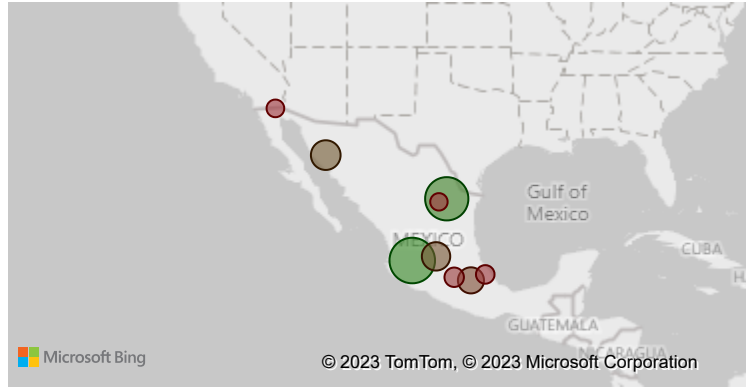 Gulf of
Mexico
MEXICO
CUBA
GUATEMALA
NICARAGUA
Microsoft Bing
© 2023 TomTom, © 2023 Microsoft Corporation